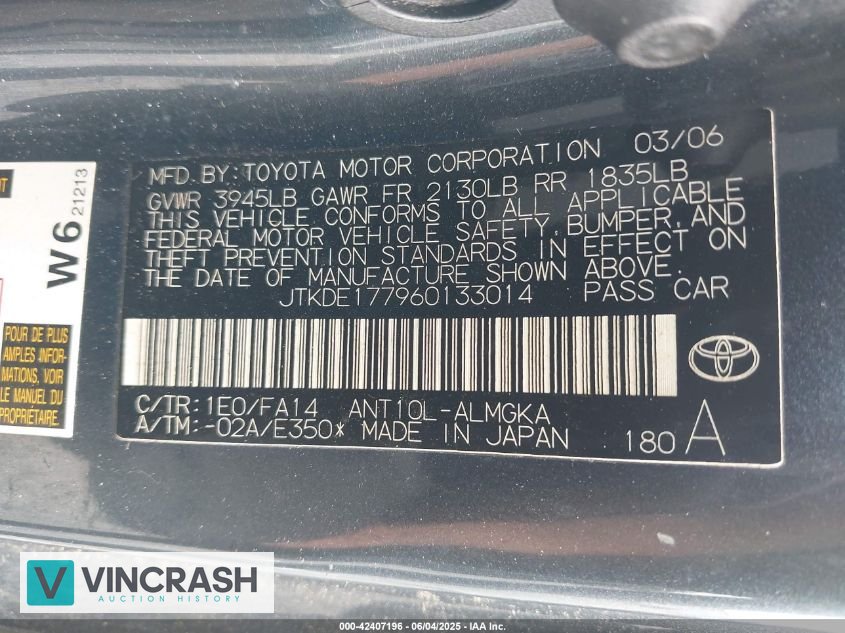 OT
W6
21213
POUR DE PLUS
AMPLES INFOR-
MATIONS, VOIR
LE MANUEL DU
PROPRIÉTAIRE.
MFD. BY: TOYOTA MOTOR CORPORATION 03/06
GVWR 3945LB GAWR FR 2130LB RR 1835LB
THIS VEHICLE CONFORMS TO ALL APPLICABLE
FEDERAL MOTOR VEHICLE SAFETY, BUMPER, AND
THEFT PREVENTION STANDARDS IN EFFECT ON
THE DATE OF MANUFACTURE SHOWN ABOVE.
JTKDE177960133014 PASS CAR
C/TR: 1E0/FA14 ANT10L-ALMGKA
A/TM: -02A/E350* MADE IN JAPAN 180 A
V VINCRASH
AUCTION HISTORY
000-42407196 - 06/04/2025 - IAA Inc.